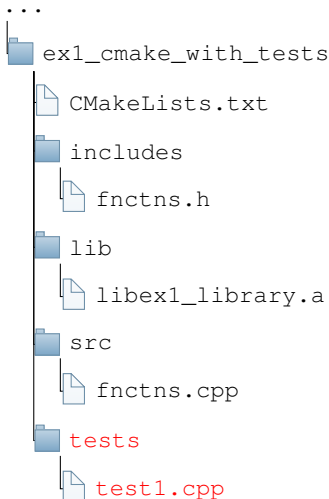 ...
ex1_cmake_with_tests
CMakeLists.txt
includes
fnctns.h
lib
libex1_library.a
src
fnctns.cpp
tests
test1.cpp